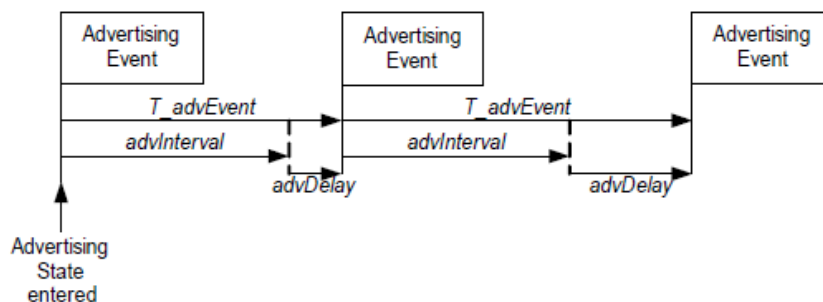 Advertising
Event
Advertising
Event
Advertising
Event
T_advEvent
T_advEvent
advInterval
advInterval
advDelay
advDelay
Advertising
State
entered